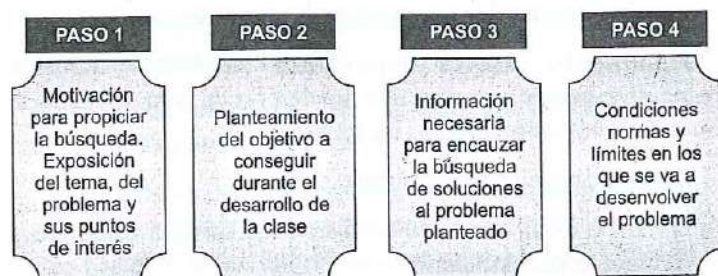 PASO 1
Motivación
para propiciar
la búsqueda.
Exposición
del tema, del
problema y
sus puntos
de interés
PASO 2
Planteamiento
del objetivo a
conseguir
durante el
desarrollo de
la clase
PASO 3
Información
necesaria
para encauzar
la búsqueda
de soluciones
al problema
planteado
PASO 4
Condiciones
normas y
límites en los
que se va a
desenvolver
el problema